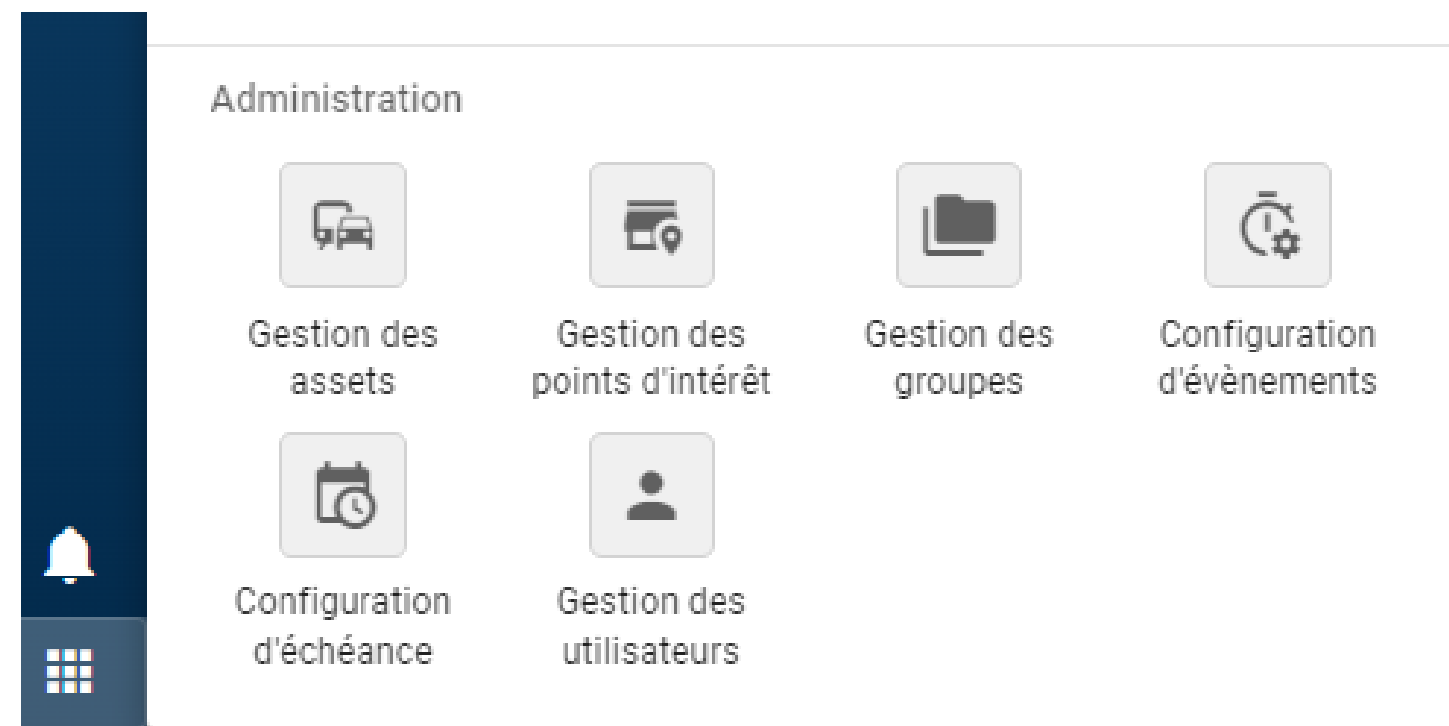 Administration
Gestion des
assets
Gestion des
points d'intérêt
Gestion des
groupes
Configuration
d'évènements
Configuration
d'échéance
Gestion des
utilisateurs